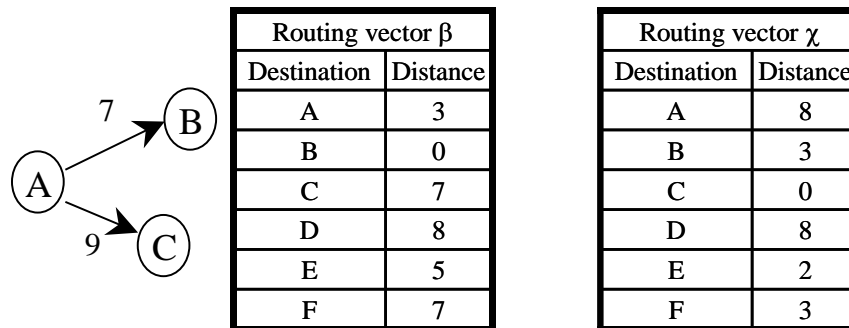 7
B
A
9
C
Routing vector β
Destination Distance
A 3
B 0
C 7
D 8
E 5
F 7
Routing vector χ
Destination Distance
A 8
B 3
C 0
D 8
E 2
F 3